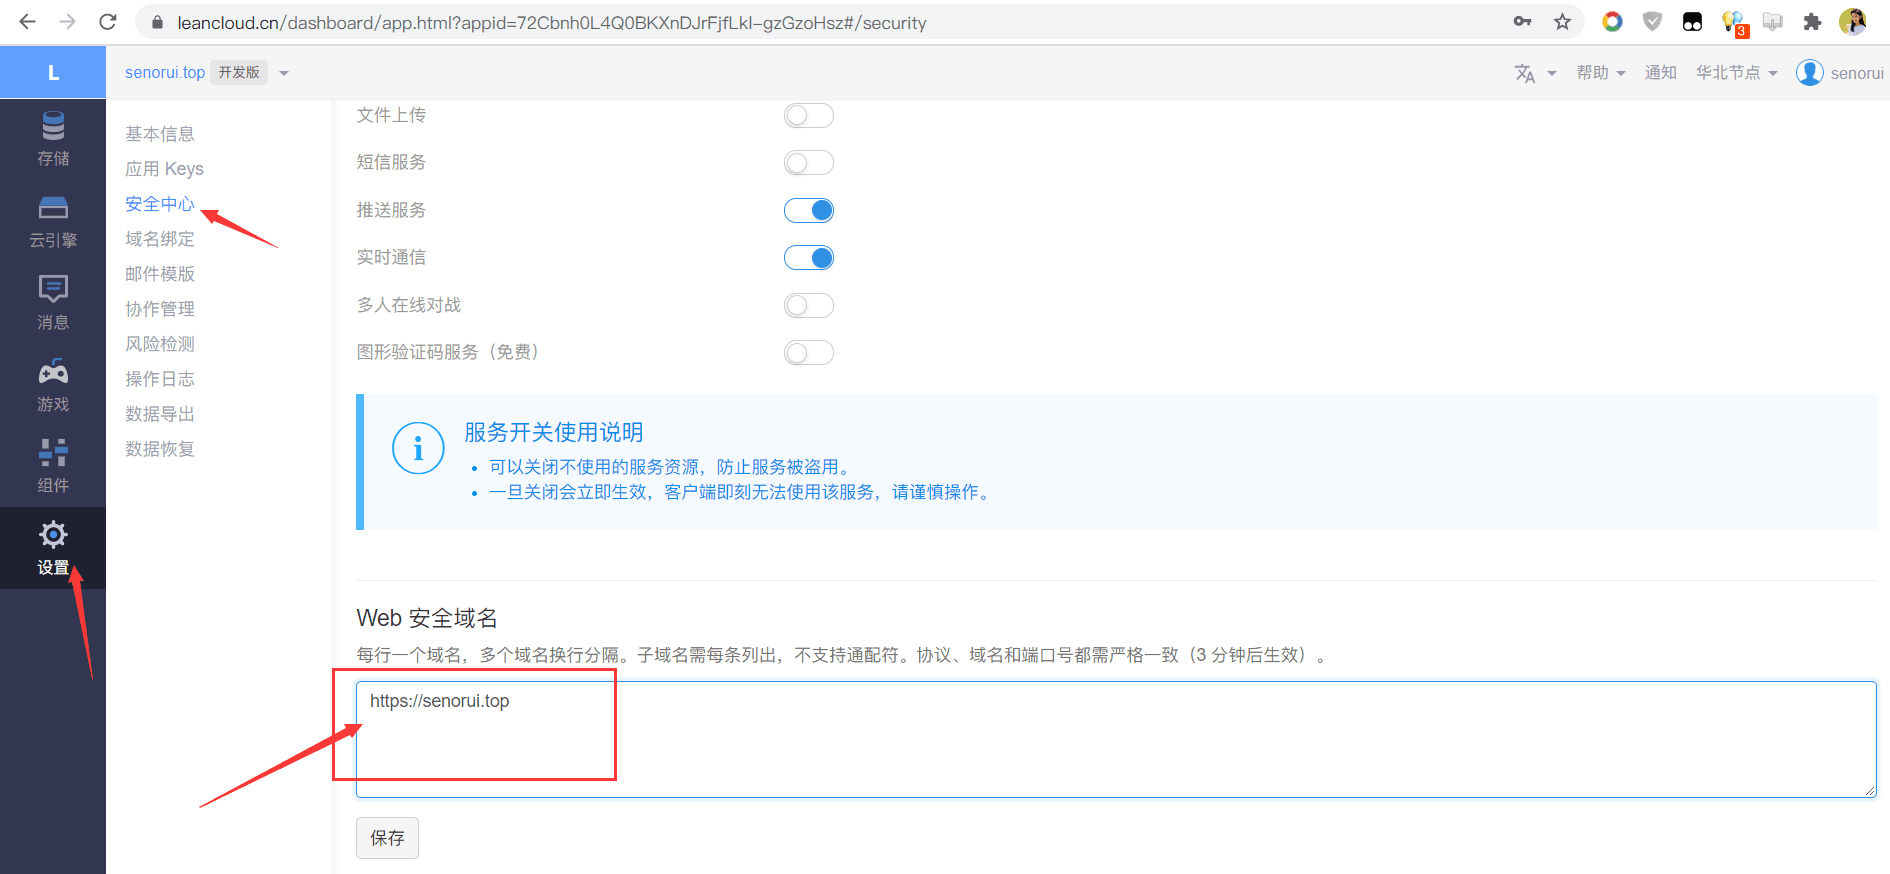 leancloud.cn/dashboard/app.html?appid=72Cbnh0L4Q0BKXnDJrFjfLkI-gzGzoHsz#/security
3
L
senorui.top 开发版
帮助
通知
华北节点
senorui
存储
云引擎
消息
游戏
组件
设置
基本信息
应用 Keys
安全中心
域名绑定
邮件模版
协作管理
风险检测
操作日志
数据导出
数据恢复
文件上传
短信服务
推送服务
实时通信
多人在线对战
图形验证码服务（免费）
服务开关使用说明
可以关闭不使用的服务资源，防止服务被盗用。
一旦关闭会立即生效，客户端即刻无法使用该服务，请谨慎操作。
Web 安全域名
每行一个域名，多个域名换行分隔。子域名需每条列出，不支持通配符。协议、域名和端口号都需严格一致（3 分钟后生效）。
https://senorui.top
保存